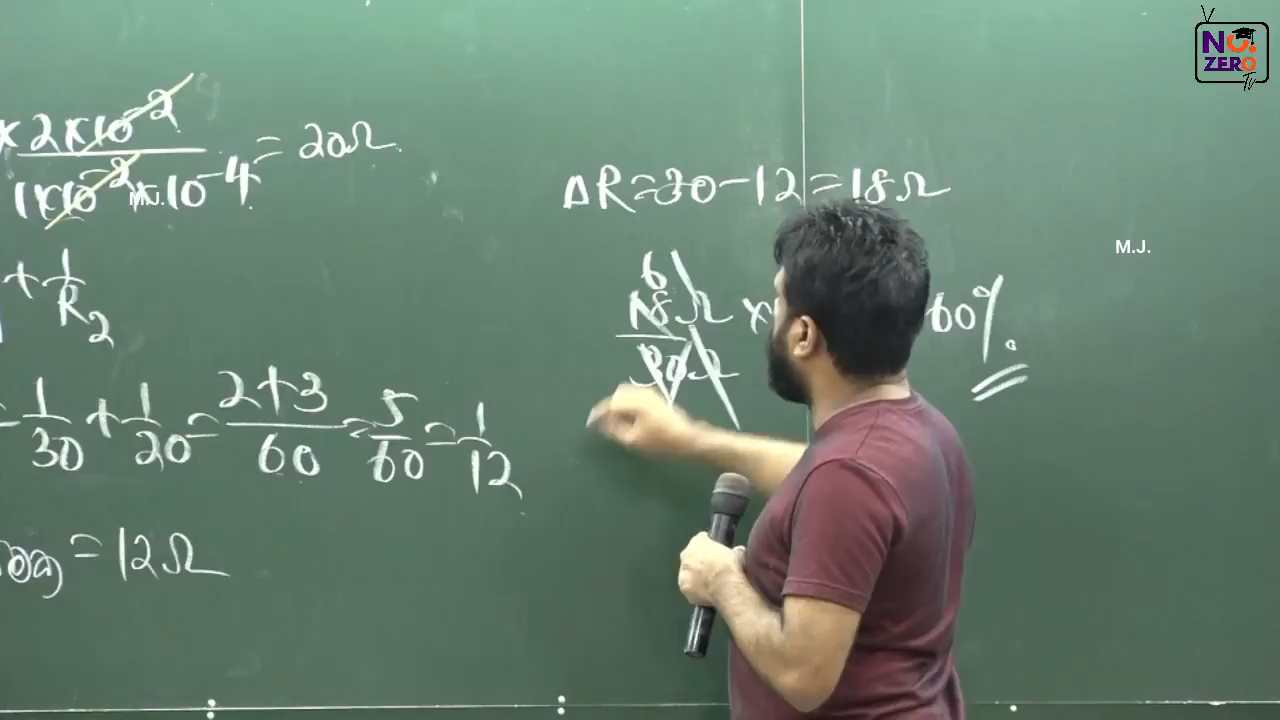 × 2 × 10⁻² = 20Ω
1 × 10⁻² × 10⁻⁴
+ 1/R₂
1/30 + 1/20 = 2+3/60 = 5/60 = 1/12
= 12Ω
ΔR = 30 - 12 = 18Ω
6
18Ω ×
30Ω
60%.
M.J.
M.J.
NO.
ZERO
Tv